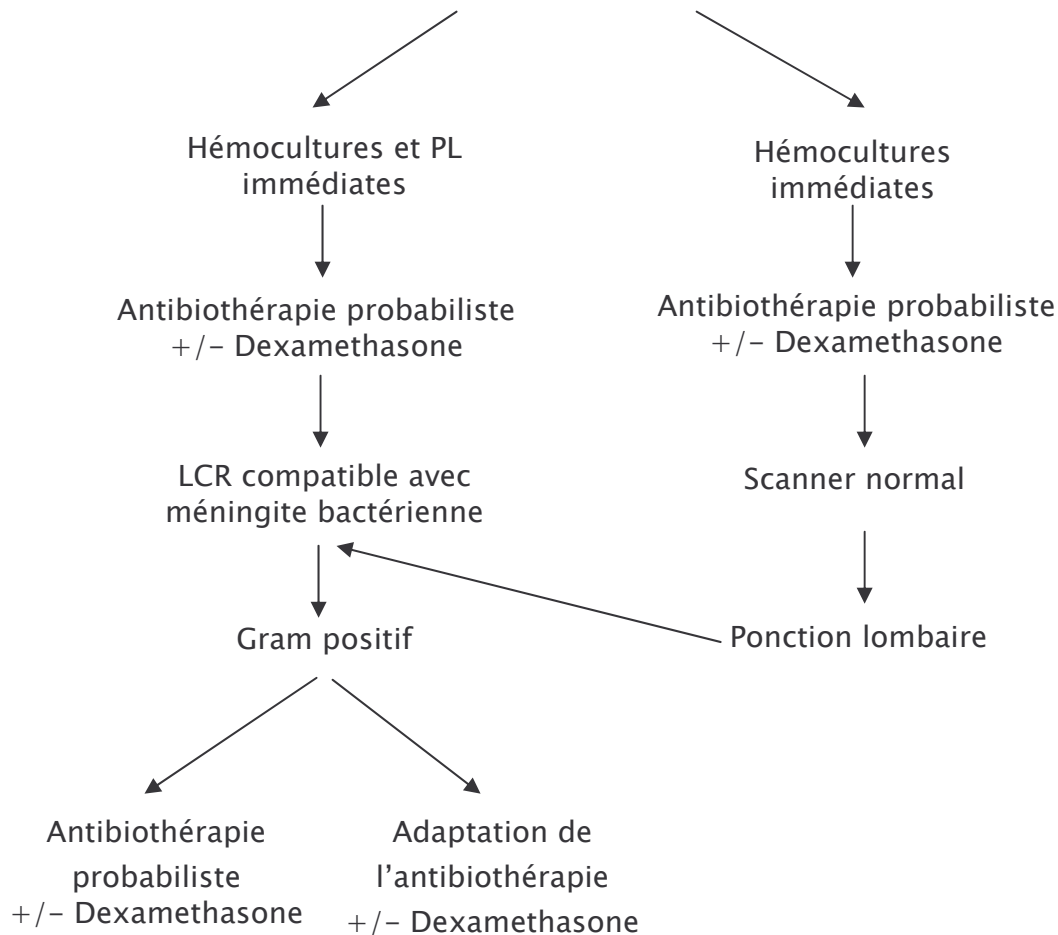 Hémocultures et PL
immédiates
Hémocultures
immédiates
Antibiothérapie probabiliste
+/- Dexamethasone
Antibiothérapie probabiliste
+/- Dexamethasone
LCR compatible avec
méningite bactérienne
Scanner normal
Gram positif
Ponction lombaire
Antibiothérapie
probabiliste
+/- Dexamethasone
Adaptation de
l'antibiothérapie
+/- Dexamethasone